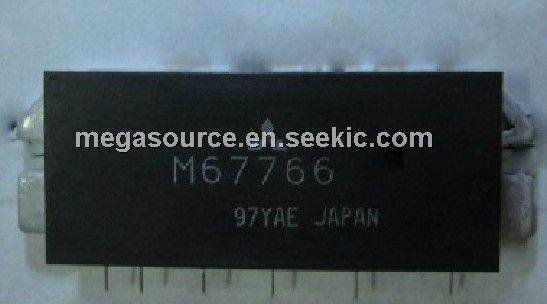 megasource.en.seekic.com
M67766
97YAE JAPAN